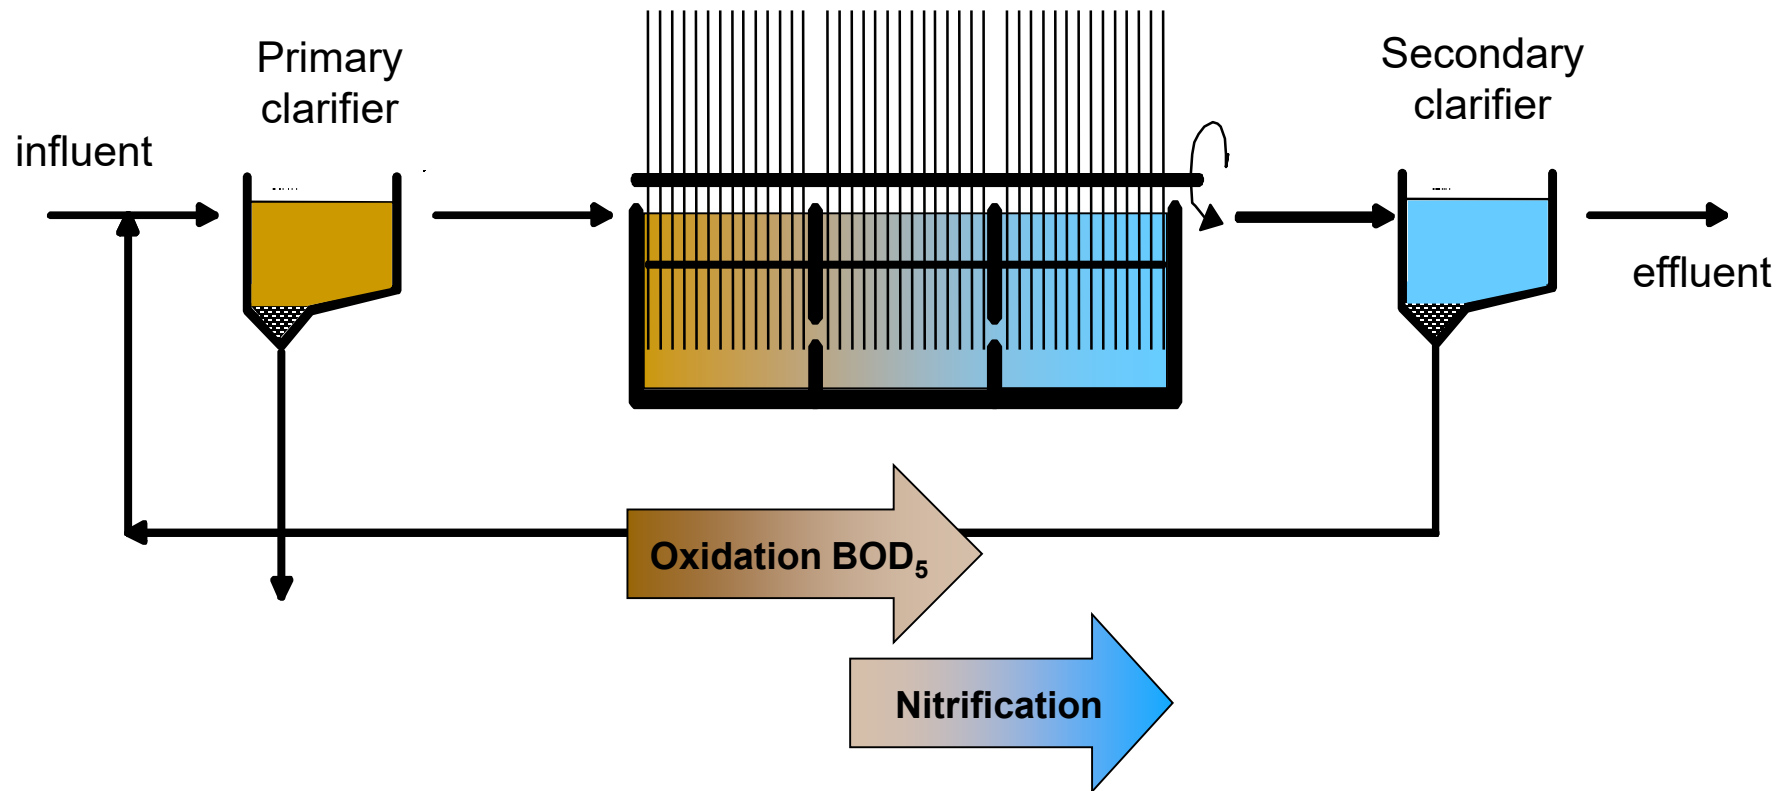 Primary
clarifier
Secondary
clarifier
influent
effluent
Oxidation BOD₅
Nitrification